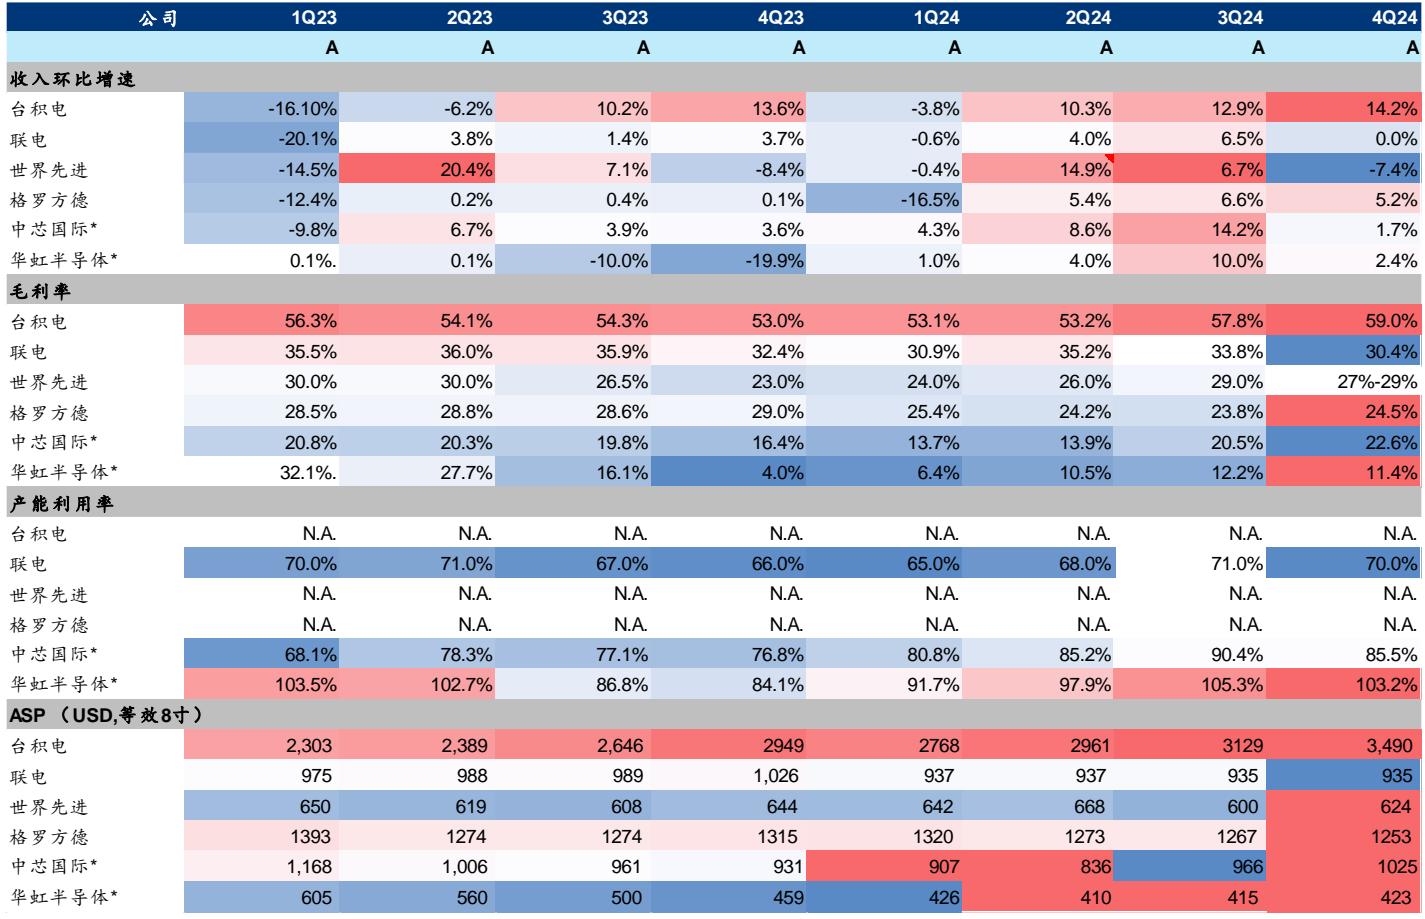 公司 1Q23 2Q23 3Q23 4Q23 1Q24 2Q24 3Q24 4Q24
A A A A A A A A
收入环比增速
台积电 -16.10% -6.2% 10.2% 13.6% -3.8% 10.3% 12.9% 14.2%
联电 -20.1% 3.8% 1.4% 3.7% -0.6% 4.0% 6.5% 0.0%
世界先进 -14.5% 20.4% 7.1% -8.4% -0.4% 14.9% 6.7% -7.4%
格罗方德 -12.4% 0.2% 0.4% 0.1% -16.5% 5.4% 6.6% 5.2%
中芯国际* -9.8% 6.7% 3.9% 3.6% 4.3% 8.6% 14.2% 1.7%
华虹半导体* 0.1%. 0.1% -10.0% -19.9% 1.0% 4.0% 10.0% 2.4%
毛利率
台积电 56.3% 54.1% 54.3% 53.0% 53.1% 53.2% 57.8% 59.0%
联电 35.5% 36.0% 35.9% 32.4% 30.9% 35.2% 33.8% 30.4%
世界先进 30.0% 30.0% 26.5% 23.0% 24.0% 26.0% 29.0% 27%-29%
格罗方德 28.5% 28.8% 28.6% 29.0% 25.4% 24.2% 23.8% 24.5%
中芯国际* 20.8% 20.3% 19.8% 16.4% 13.7% 13.9% 20.5% 22.6%
华虹半导体* 32.1%. 27.7% 16.1% 4.0% 6.4% 10.5% 12.2% 11.4%
产能利用率
台积电 N.A. N.A. N.A. N.A. N.A. N.A. N.A. N.A.
联电 70.0% 71.0% 67.0% 66.0% 65.0% 68.0% 71.0% 70.0%
世界先进 N.A. N.A. N.A. N.A. N.A. N.A. N.A. N.A.
格罗方德 N.A. N.A. N.A. N.A. N.A. N.A. N.A. N.A.
中芯国际* 68.1% 78.3% 77.1% 76.8% 80.8% 85.2% 90.4% 85.5%
华虹半导体* 103.5% 102.7% 86.8% 84.1% 91.7% 97.9% 105.3% 103.2%
ASP （USD,等效8寸）
台积电 2,303 2,389 2,646 2949 2768 2961 3129 3,490
联电 975 988 989 1,026 937 937 935 935
世界先进 650 619 608 644 642 668 600 624
格罗方德 1393 1274 1274 1315 1320 1273 1267 1253
中芯国际* 1,168 1,006 961 931 907 836 966 1025
华虹半导体* 605 560 500 459 426 410 415 423